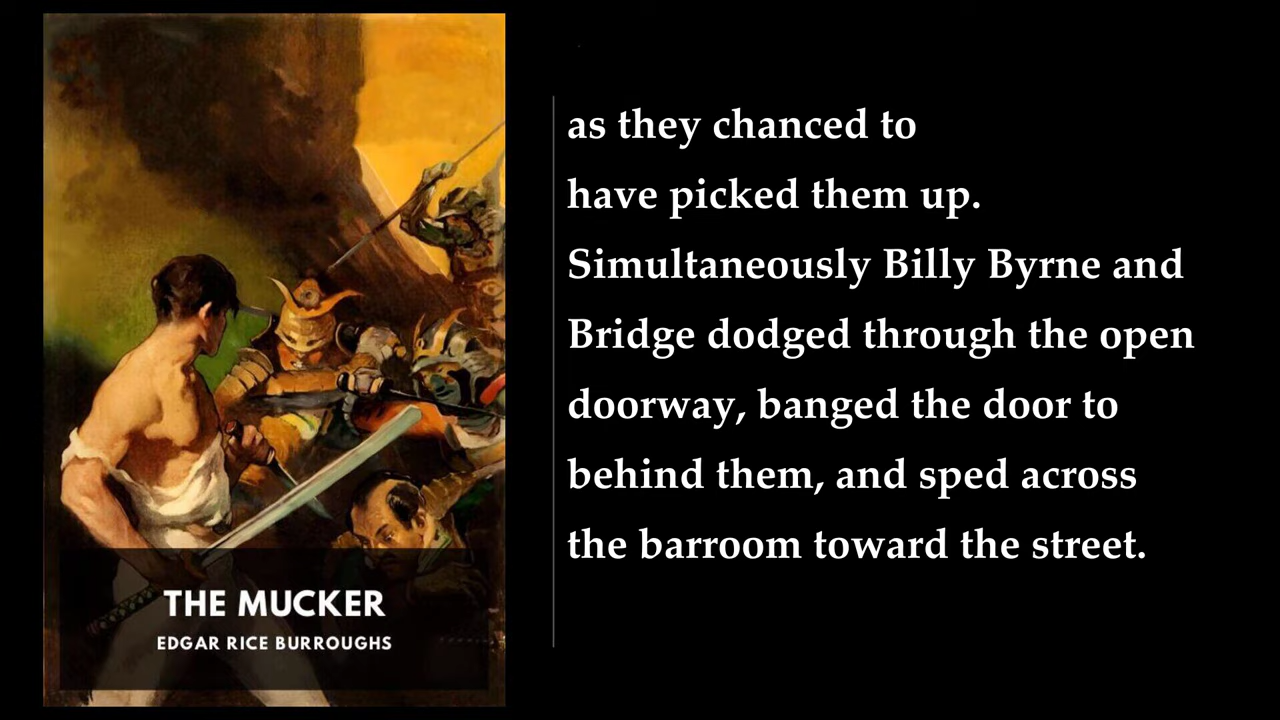 THE MUCKER
EDGAR RICE BURROUGHS
as they chanced to
have picked them up.
Simultaneously Billy Byrne and
Bridge dodged through the open
doorway, banged the door to
behind them, and sped across
the barroom toward the street.